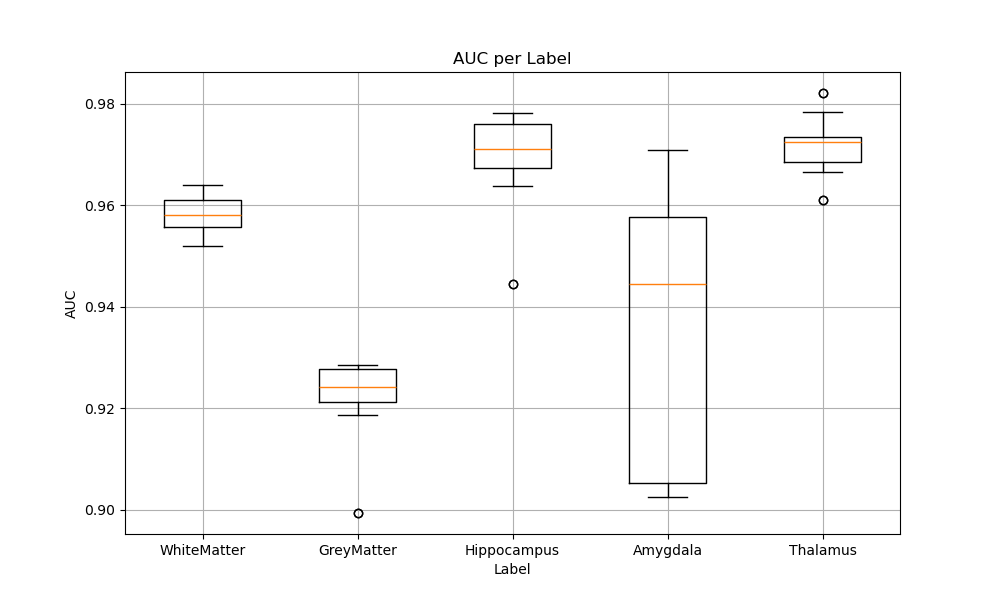 AUC per Label
AUC
0.98
0.96
0.94
0.92
0.90
WhiteMatter
GreyMatter
Hippocampus
Amygdala
Thalamus
Label